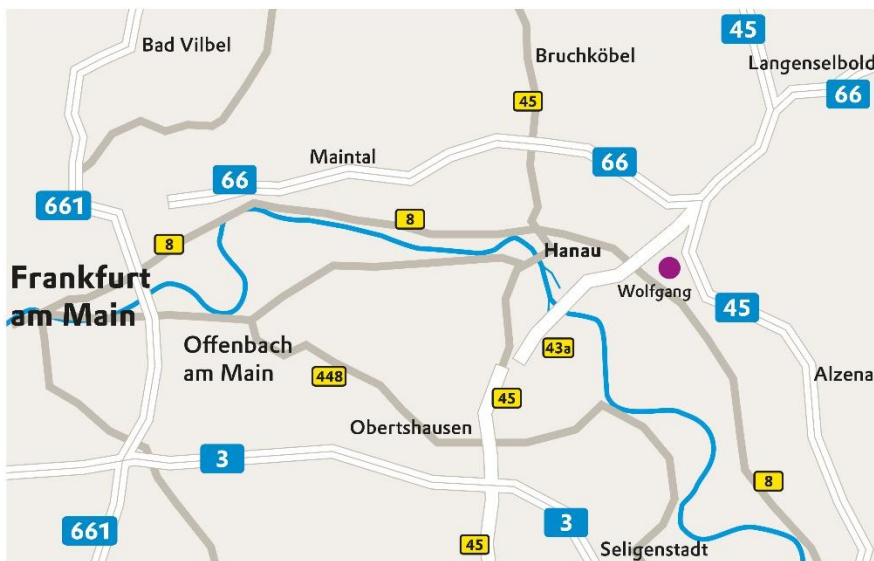 45
Bad Vilbel
Bruchköbel
Langenselbold
66
45
Maintal
66
66
661
8
8
Hanau
Frankfurt
am Main
Wolfgang
45
Offenbach
am Main
43a
448
Alzenau
45
Obertshausen
3
8
661
3
45
Seligenstadt